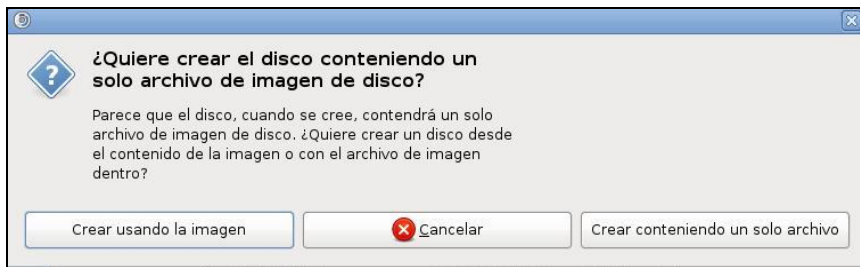 ¿Quiere crear el disco conteniendo un
solo archivo de imagen de disco?
Parece que el disco, cuando se cree, contendrá un solo
archivo de imagen de disco. ¿Quiere crear un disco desde
el contenido de la imagen o con el archivo de imagen
dentro?
Crear usando la imagen
Cancelar
Crear conteniendo un solo archivo